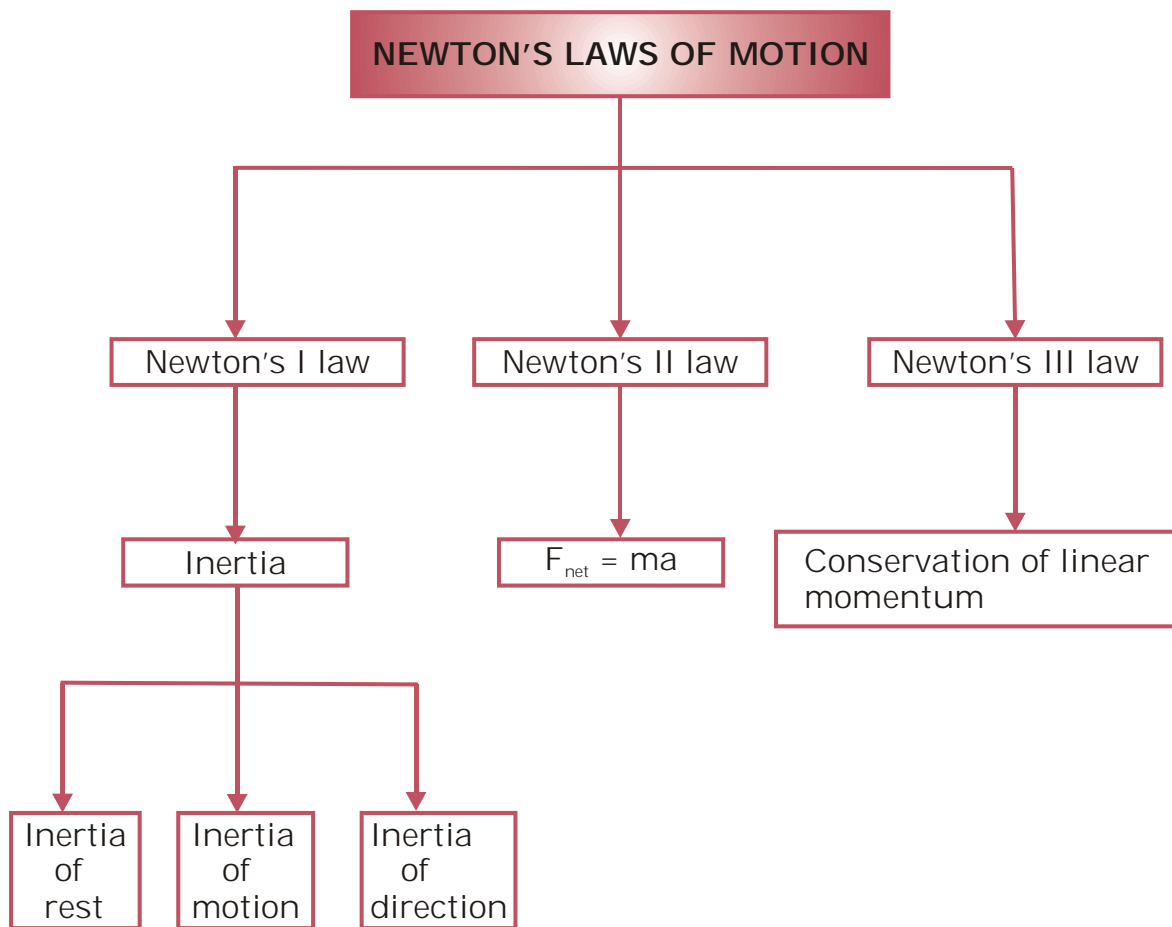 NEWTON’S LAWS OF MOTION
Newton’s I law
Newton’s II law
Newton’s III law
Inertia
Fnet = ma
Conservation of linear
momentum
Inertia
of
rest
Inertia
of
motion
Inertia
of
direction